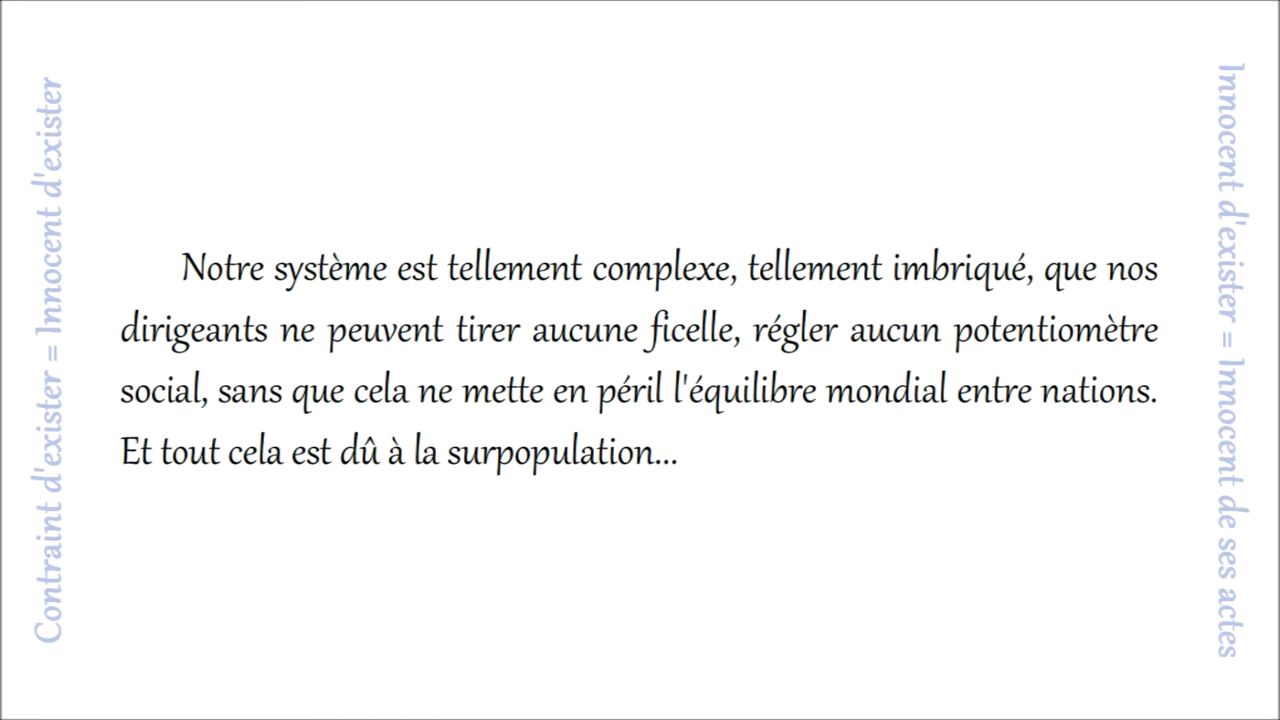 Contraint d'exister = Innocent d'exister
Notre système est tellement complexe, tellement imbriqué, que nos
dirigeants ne peuvent tirer aucune ficelle, régler aucun potentiomètre
social, sans que cela ne mette en péril l'équilibre mondial entre nations.
Et tout cela est dû à la surpopulation...
Innocent d'exister = Innocent de ses actes